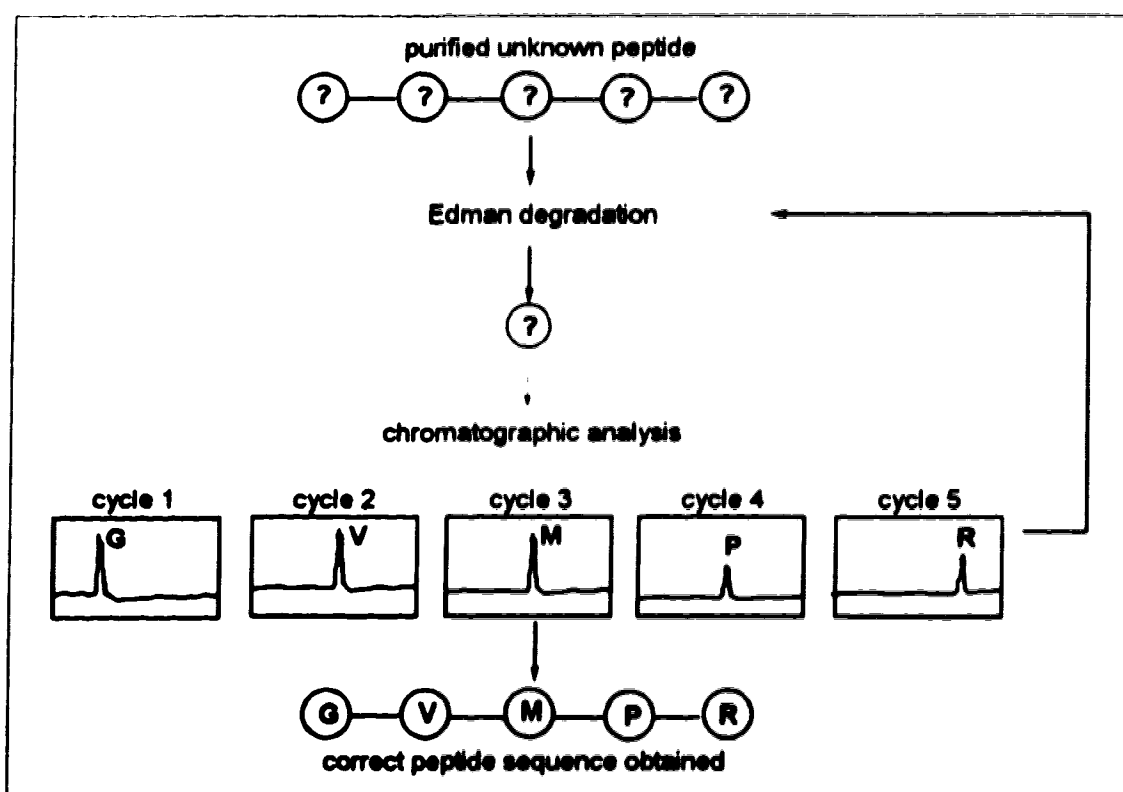 purified unknown peptide
? ? ? ? ?
Edman degradation
?
chromatographic analysis
cycle 1 cycle 2 cycle 3 cycle 4 cycle 5
G V M P R
G V M P R
correct peptide sequence obtained